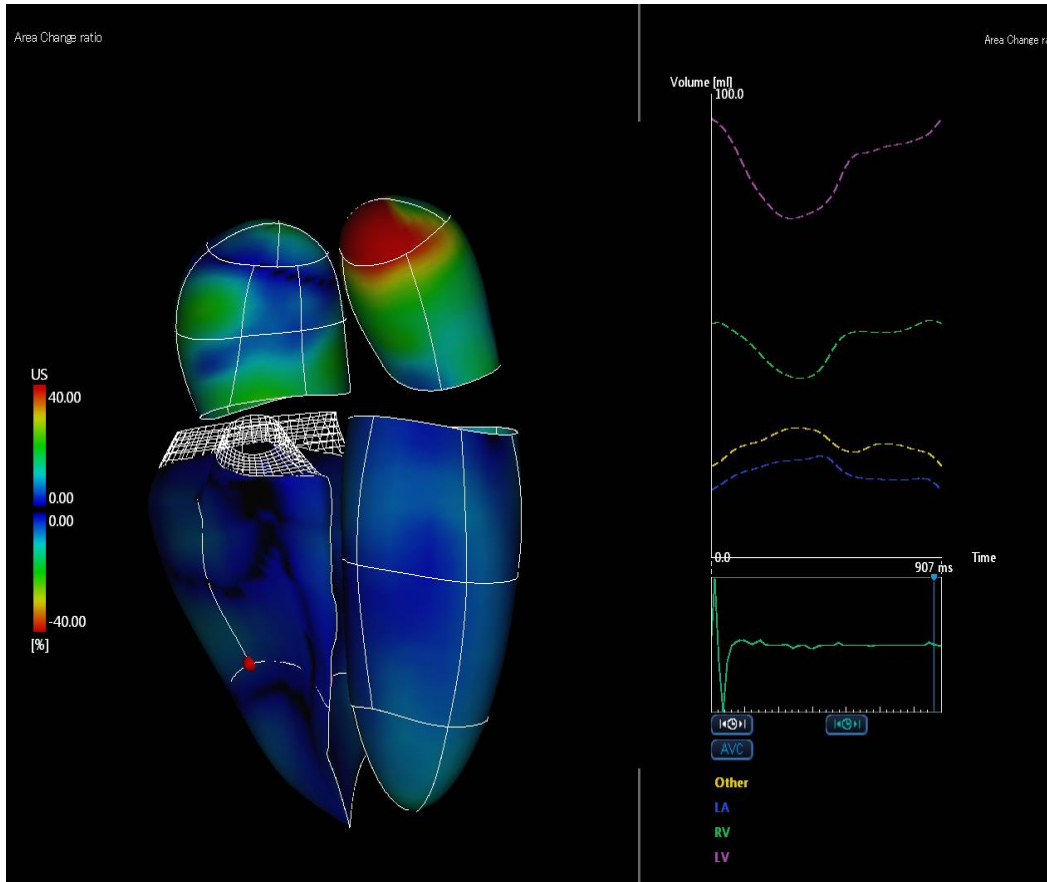 Area Change ratio
US
40.00
0.00
0.00
-40.00
[%]
Area Change
Volume [ml]
100.0
0.0
Time
907 ms
AVC
Other
LA
RV
LV